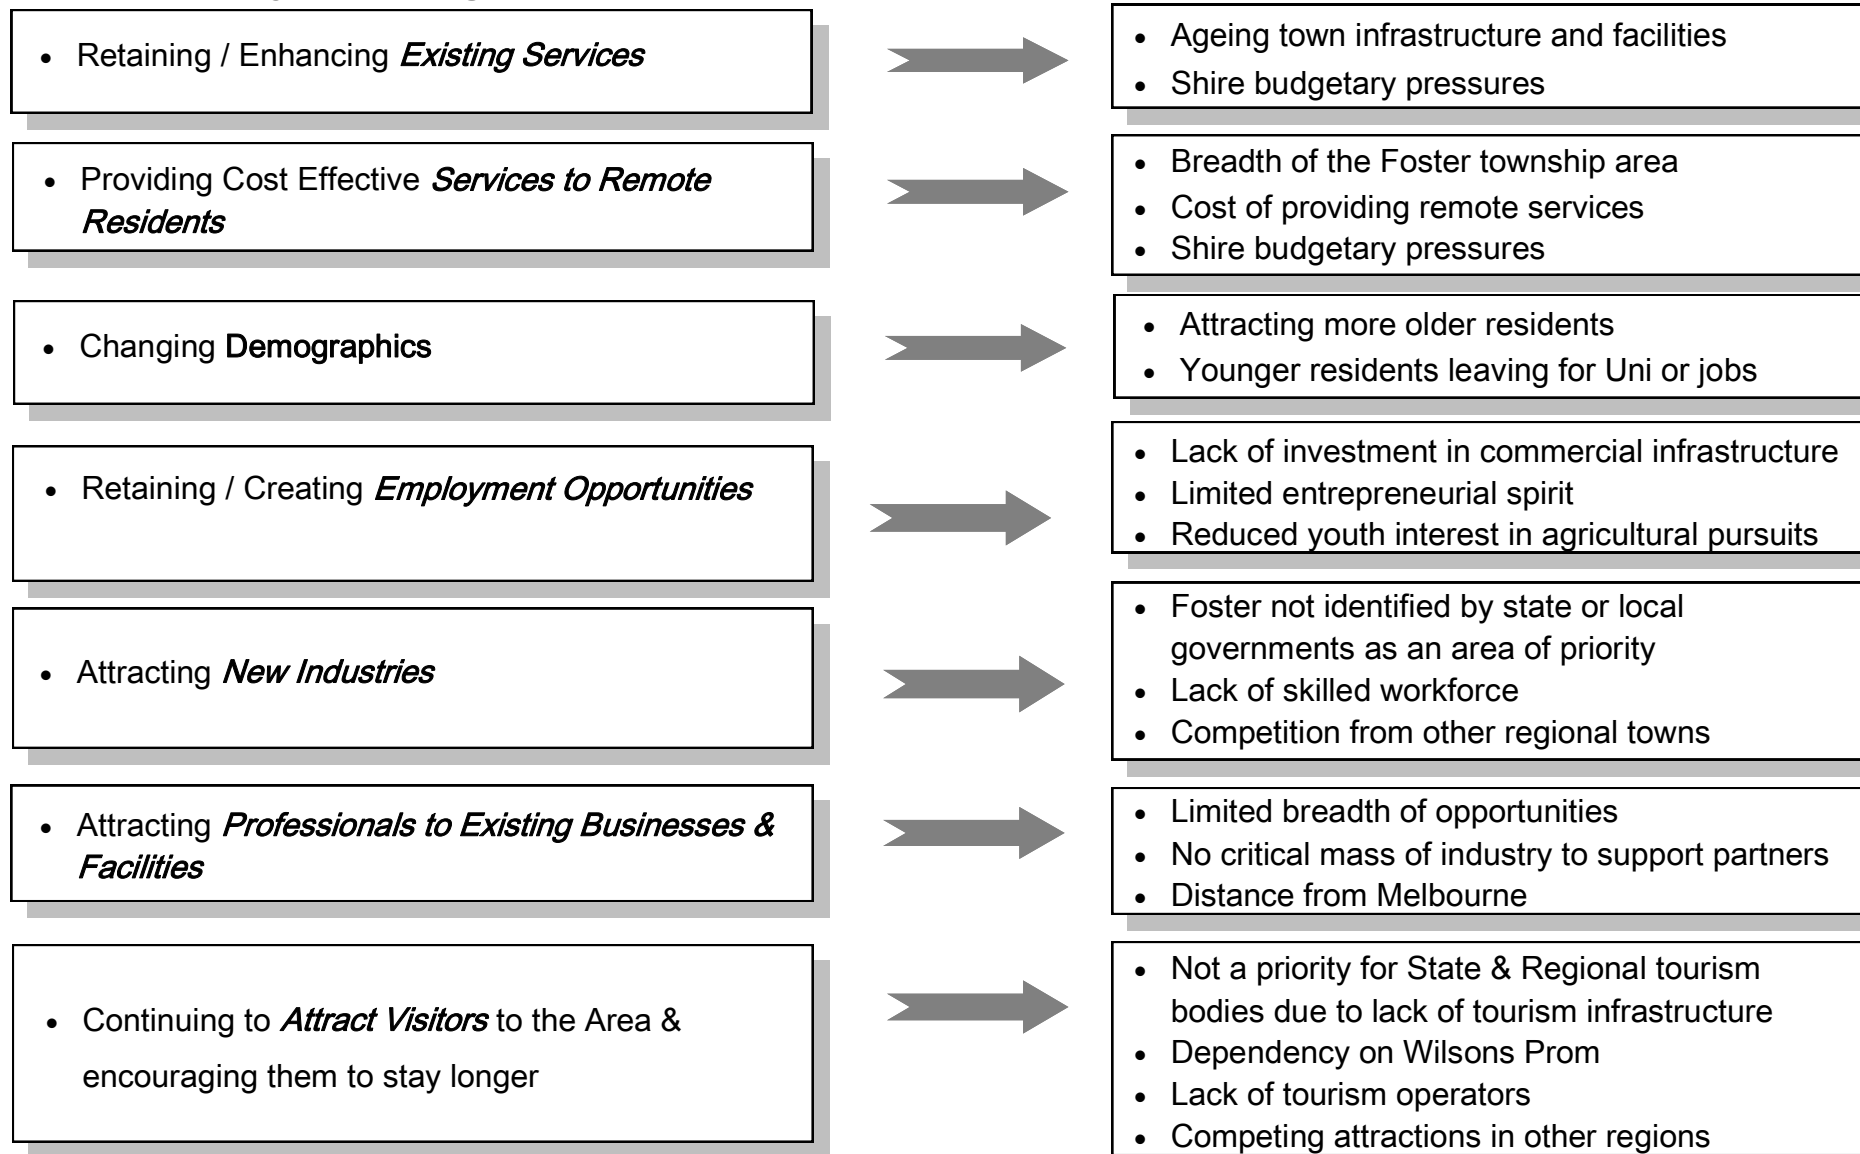 • Retaining / Enhancing Existing Services
• Ageing town infrastructure and facilities
• Shire budgetary pressures
• Providing Cost Effective Services to Remote
Residents
• Breadth of the Foster township area
• Cost of providing remote services
• Shire budgetary pressures
• Changing Demographics
• Attracting more older residents
• Younger residents leaving for Uni or jobs
• Retaining / Creating Employment Opportunities
• Lack of investment in commercial infrastructure
• Limited entrepreneurial spirit
• Reduced youth interest in agricultural pursuits
• Attracting New Industries
• Foster not identified by state or local
governments as an area of priority
• Lack of skilled workforce
• Competition from other regional towns
• Attracting Professionals to Existing Businesses &
Facilities
• Limited breadth of opportunities
• No critical mass of industry to support partners
• Distance from Melbourne
• Continuing to Attract Visitors to the Area &
encouraging them to stay longer
• Not a priority for State & Regional tourism
bodies due to lack of tourism infrastructure
• Dependency on Wilsons Prom
• Lack of tourism operators
• Competing attractions in other regions